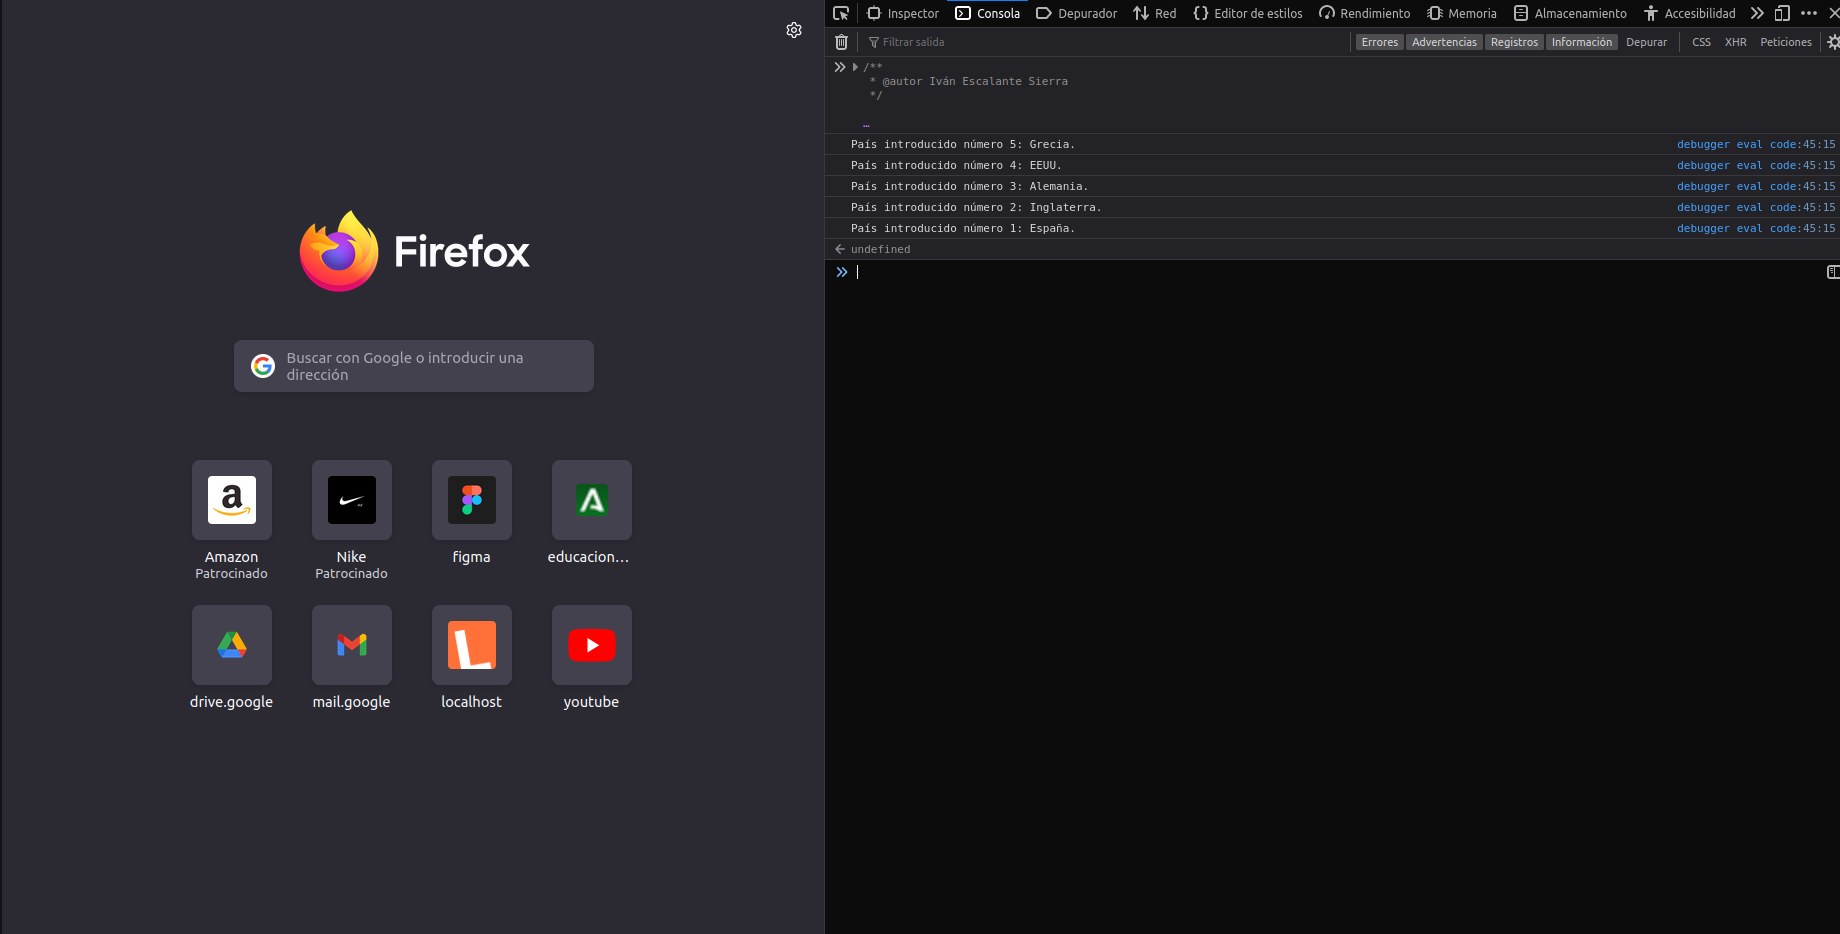 Inspector Consola Depurador Red Editor de estilos Rendimiento Memoria Almacenamiento Accesibilidad
Filtrar salida Errores Advertencias Registros Información Depurar CSS XHR Peticiones
/**
* @autor Iván Escalante Sierra
*/
…
País introducido número 5: Grecia. debugger eval code:45:15
País introducido número 4: EEUU. debugger eval code:45:15
País introducido número 3: Alemania. debugger eval code:45:15
País introducido número 2: Inglaterra. debugger eval code:45:15
País introducido número 1: España. debugger eval code:45:15
undefined
Firefox
Buscar con Google o introducir una
dirección
Amazon Nike figma educacion…
Patrocinado Patrocinado
drive.google mail.google localhost youtube